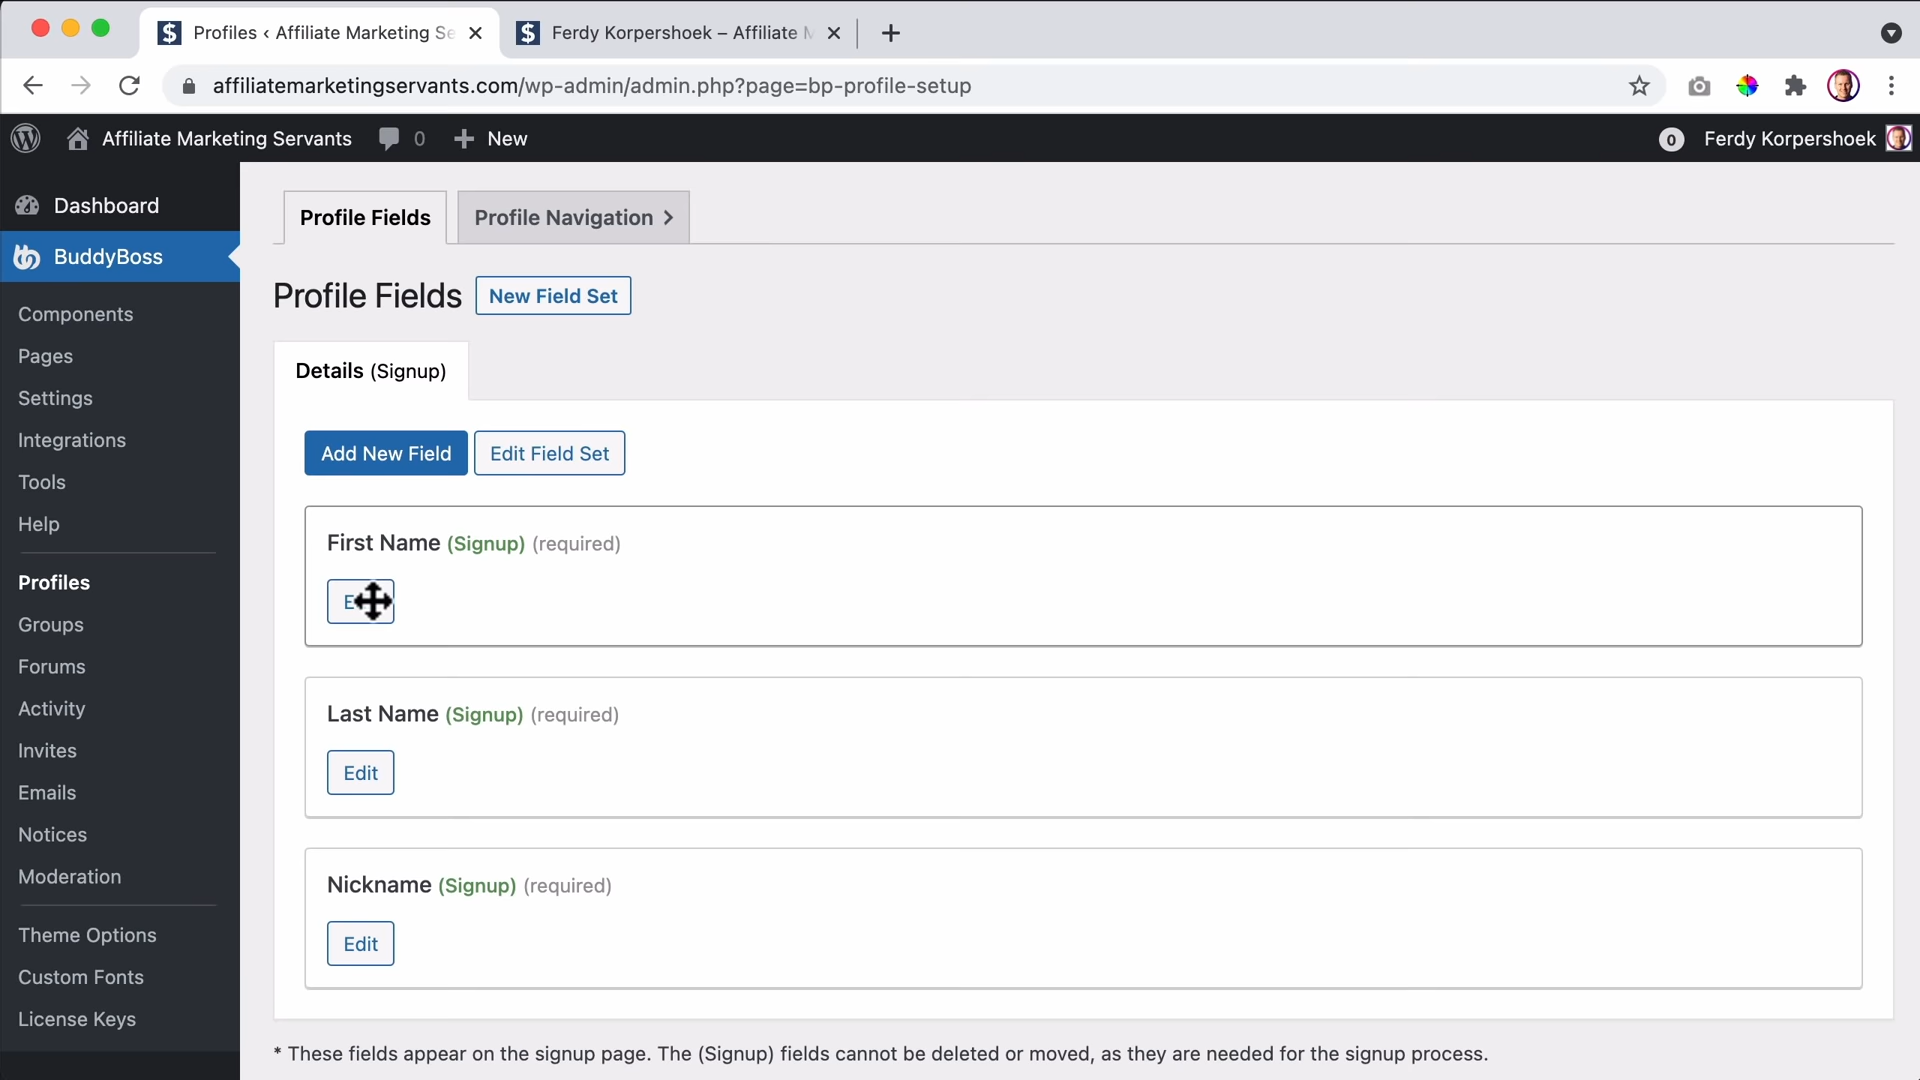 Profiles ‹ Affiliate Marketing Se
Ferdy Korpershoek – Affiliate M
affiliatemarketingservants.com/wp-admin/admin.php?page=bp-profile-setup
Affiliate Marketing Servants
0
New
0
Ferdy Korpershoek
Dashboard
BuddyBoss
Components
Pages
Settings
Integrations
Tools
Help
Profiles
Groups
Forums
Activity
Invites
Emails
Notices
Moderation
Theme Options
Custom Fonts
License Keys
Profile Fields
Profile Navigation
Profile Fields
New Field Set
Details (Signup)
Add New Field
Edit Field Set
First Name (Signup) (required)
Last Name (Signup) (required)
Edit
Nickname (Signup) (required)
Edit
* These fields appear on the signup page. The (Signup) fields cannot be deleted or moved, as they are needed for the signup process.